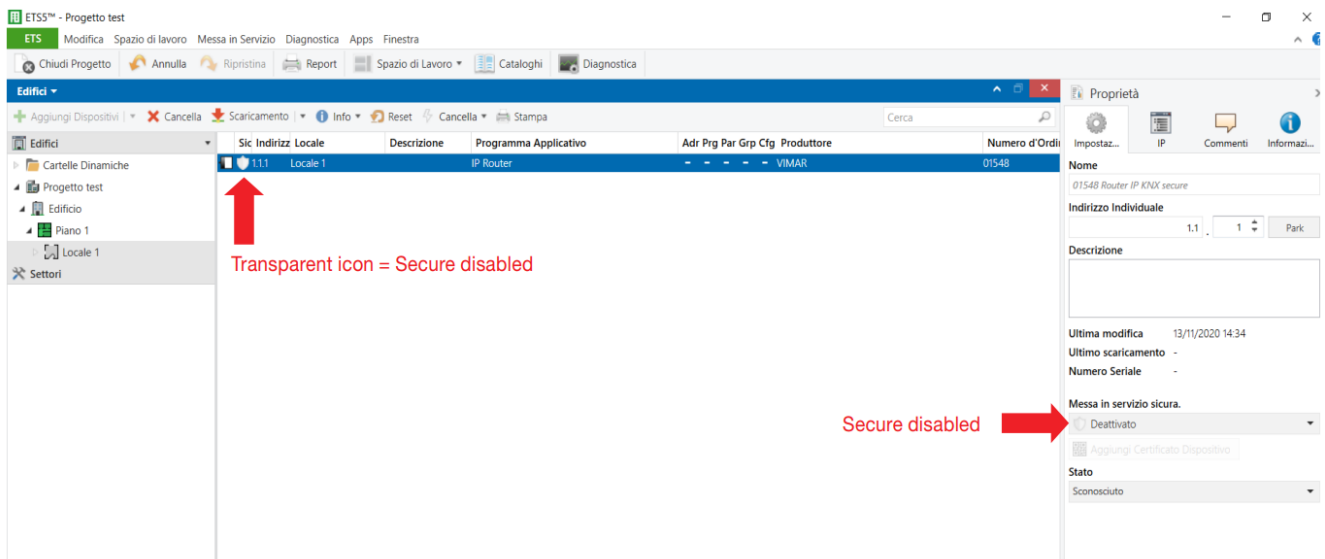 ETS5™ - Progetto test
ETS Modifica Spazio di lavoro Messa in Servizio Diagnostica Apps Finestra
Chiudi Progetto Annulla Ripristina Report Spazio di Lavoro Cataloghi Diagnostica
Edifici
Aggiungi Dispositivi Cancella Scaricamento Info Reset Cancella Stampa Cerca
Edifici
Cartelle Dinamiche
Progetto test
Edificio
Piano 1
Locale 1
Settori
Sic Indirizz Locale Descrizione Programma Applicativo Adr Prg Par Grp Cfg Produttore Numero d'Ordi
1.1.1 Locale 1 IP Router - - - - - VIMAR 01548
Transparent icon = Secure disabled
Secure disabled
Proprietà
Impostaz... IP Commenti Informazi...
Nome
01548 Router IP KNX secure
Indirizzo Individuale
1.1 . 1 Park
Descrizione
Ultima modifica 13/11/2020 14:34
Ultimo scaricamento -
Numero Seriale -
Messa in servizio sicura.
Deattivato
Aggiungi Certificato Dispositivo
Stato
Sconosciuto